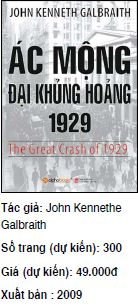 JOHN KENNETH GALBRAITH
ÁC MỘNG
ĐẠI KHỦNG HOẢNG
1929
The Great Crash of 1929
alphabooks
Tác giả: John Kennethe
Galbraith
Số trang (dự kiến): 300
Giá (dự kiến): 49.000đ
Xuất bản : 2009